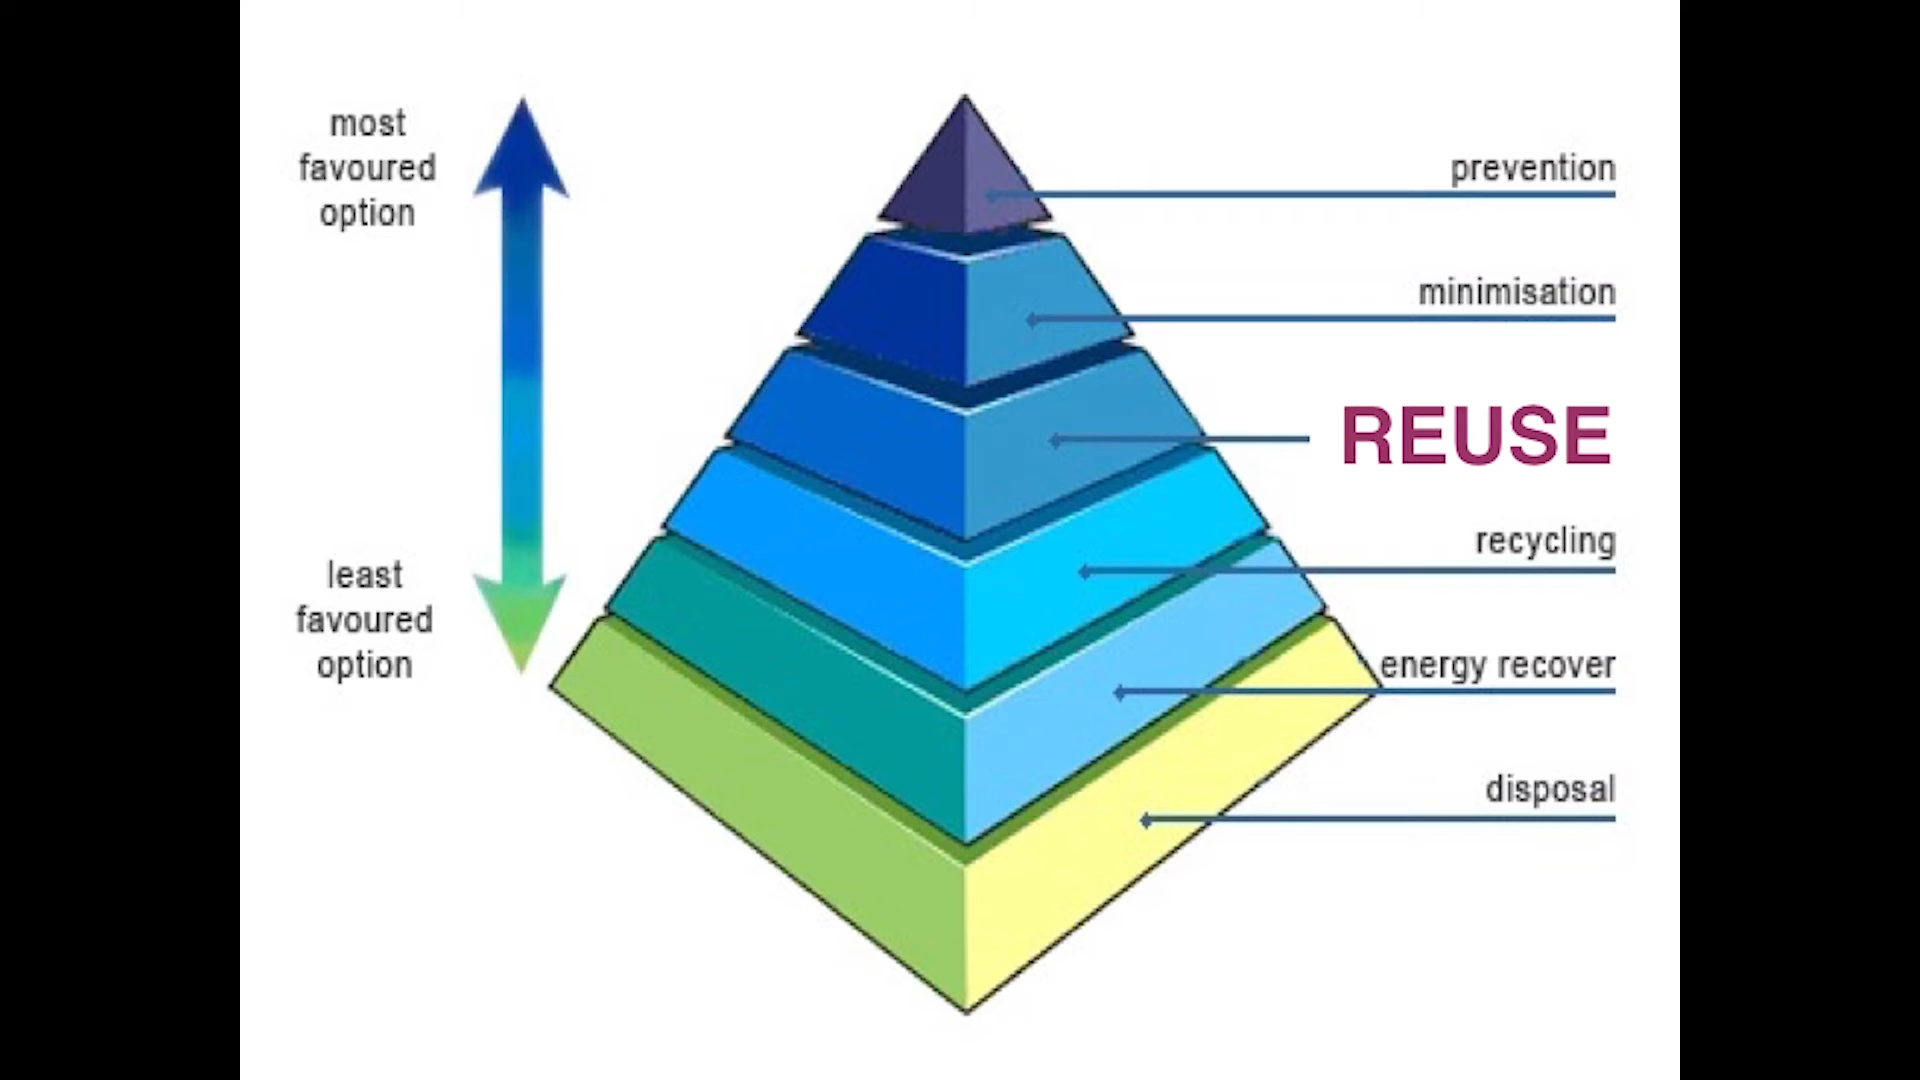 most
favoured
option
prevention
minimisation
REUSE
recycling
least
favoured
option
energy recover
disposal